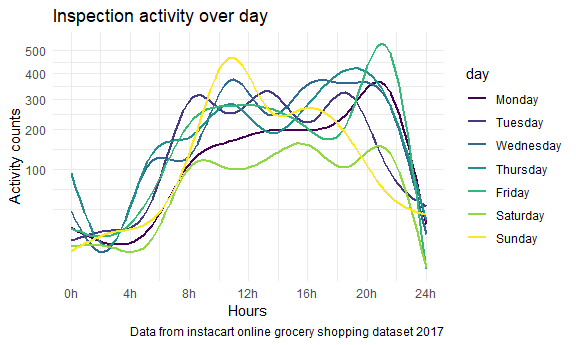 Inspection activity over day
Activity counts
500
400
300
200
100
0h
4h
8h
12h
16h
20h
24h
Hours
day
Monday
Tuesday
Wednesday
Thursday
Friday
Saturday
Sunday
Data from instacart online grocery shopping dataset 2017